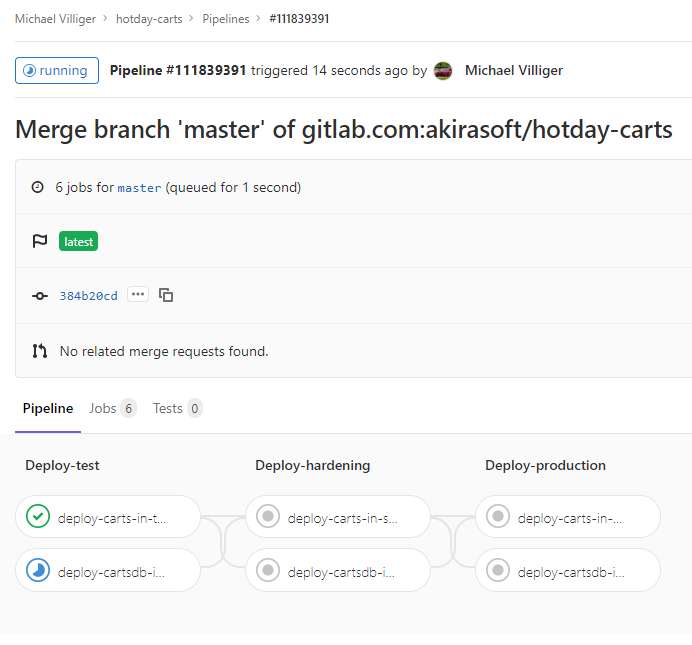 Michael Villiger > hotday-carts > Pipelines > #111839391
running Pipeline #111839391 triggered 14 seconds ago by Michael Villiger
Merge branch 'master' of gitlab.com:akirasoft/hotday-carts
6 jobs for master (queued for 1 second)
latest
384b20cd ...
No related merge requests found.
Pipeline Jobs 6 Tests 0
Deploy-test Deploy-hardening Deploy-production
deploy-carts-in-t... deploy-carts-in-s... deploy-carts-in-...
deploy-cartsdb-i... deploy-cartsdb-i... deploy-cartsdb-i...